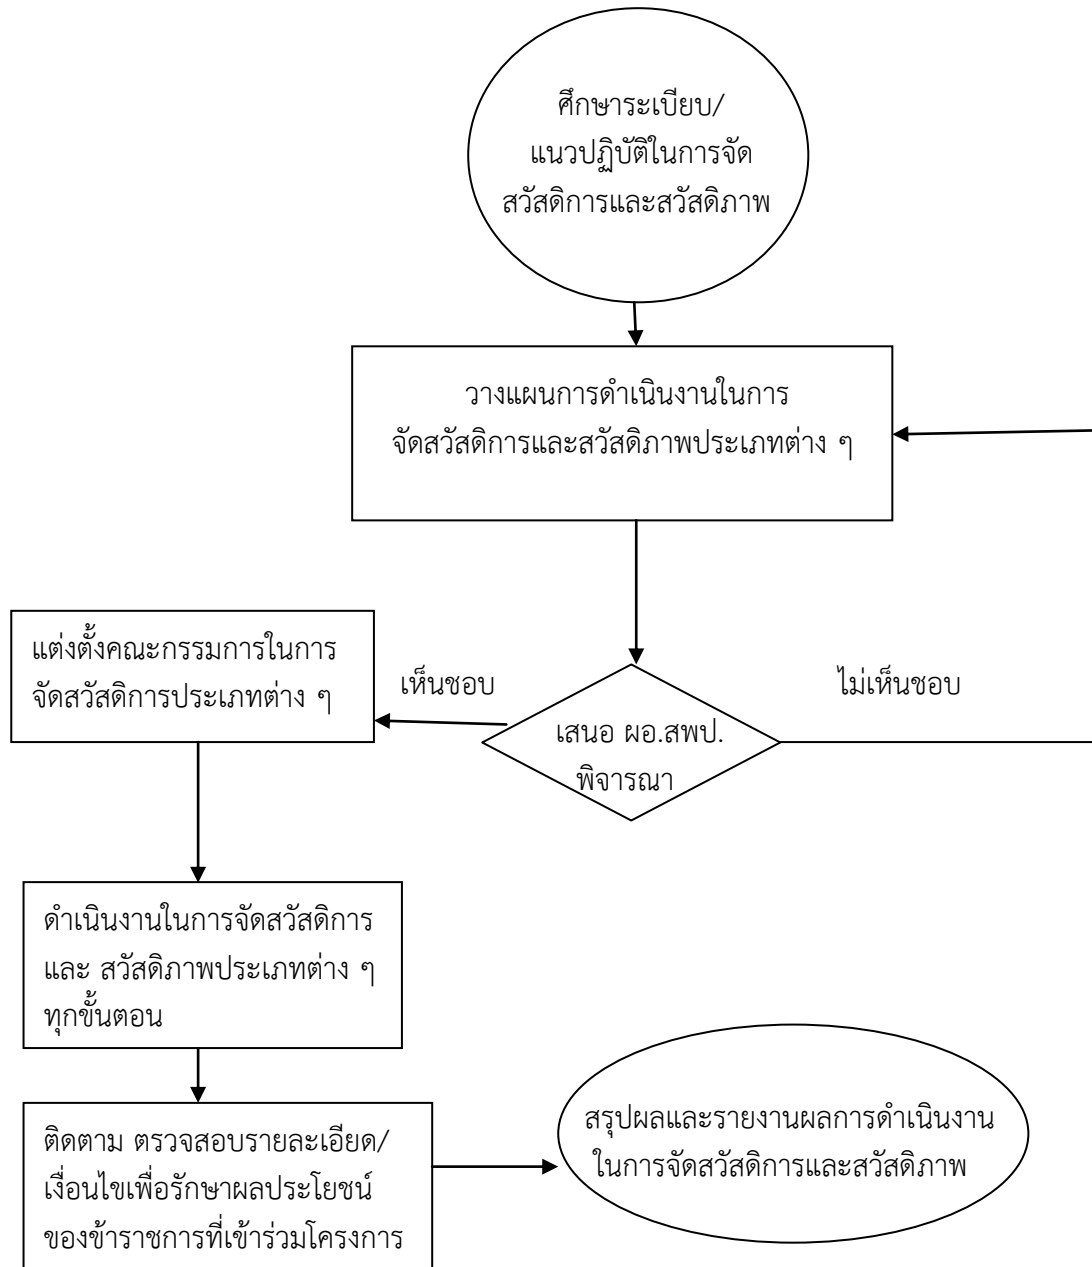 ศึกษาระเบียบ/
แนวปฏิบัติในการจัด
สวัสดิการและสวัสดิภาพ
วางแผนการดำเนินงานในการ
จัดสวัสดิการและสวัสดิภาพประเภทต่าง ๆ
แต่งตั้งคณะกรรมการในการ
จัดสวัสดิการประเภทต่าง ๆ
เห็นชอบ
เสนอ ผอ.สพป.
พิจารณา
ไม่เห็นชอบ
ดำเนินงานในการจัดสวัสดิการ
และ สวัสดิภาพประเภทต่าง ๆ
ทุกขั้นตอน
ติดตาม ตรวจสอบรายละเอียด/
เงื่อนไขเพื่อรักษาผลประโยชน์
ของข้าราชการที่เข้าร่วมโครงการ
สรุปผลและรายงานผลการดำเนินงาน
ในการจัดสวัสดิการและสวัสดิภาพ